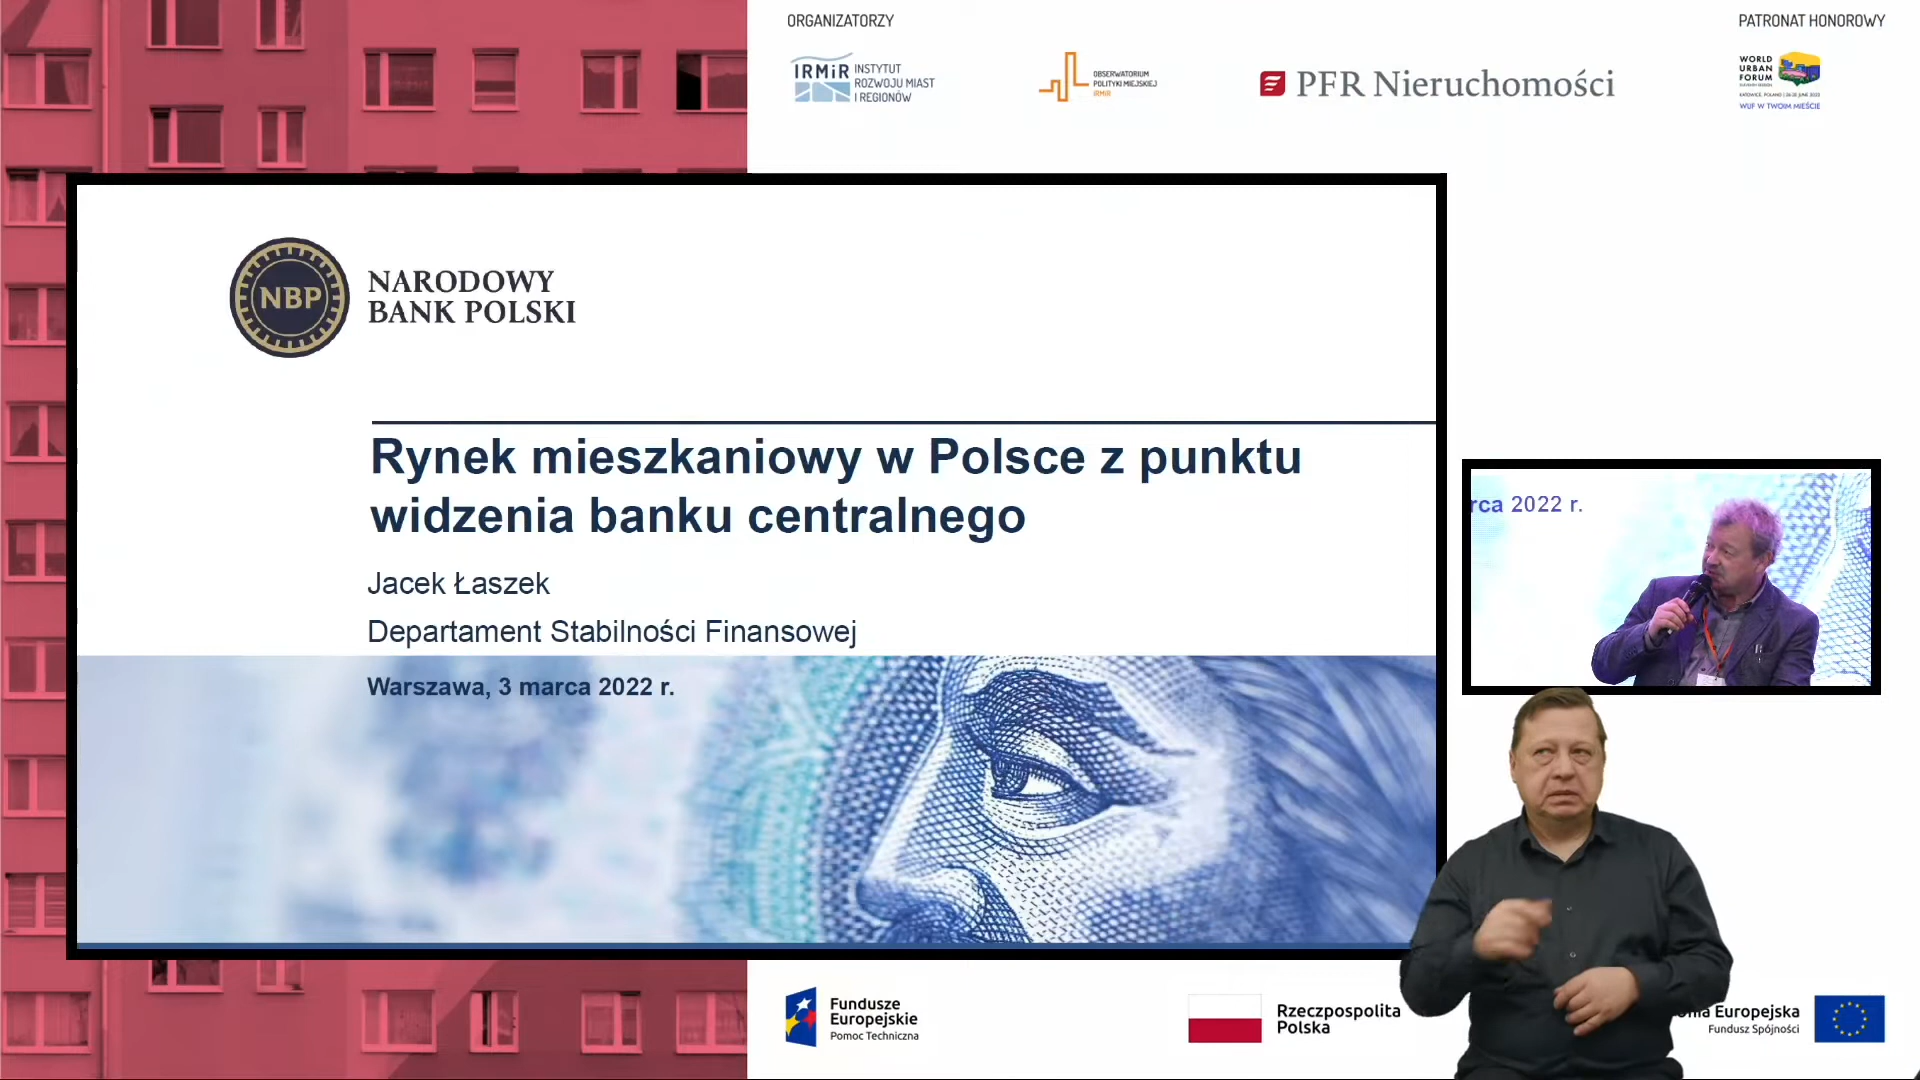 ORGANIZATORZY
PATRONAT HONOROWY
IRMiR INSTYTUT
ROZWOJU MIAST
I REGIONÓW
OBSERWATORIUM
POLITYKI MIEJSKIEJ
IRMiR
PFR Nieruchomości
WORLD
URBAN
FORUM
WUF W TWOIM MIEŚCIE
NBP
NARODOWY
BANK POLSKI
Rynek mieszkaniowy w Polsce z punktu
widzenia banku centralnego
Jacek Łaszek
Departament Stabilności Finansowej
Warszawa, 3 marca 2022 r.
rca 2022 r.
Fundusze
Europejskie
Pomoc Techniczna
Rzeczpospolita
Polska
nia Europejska
Fundusz Spójności